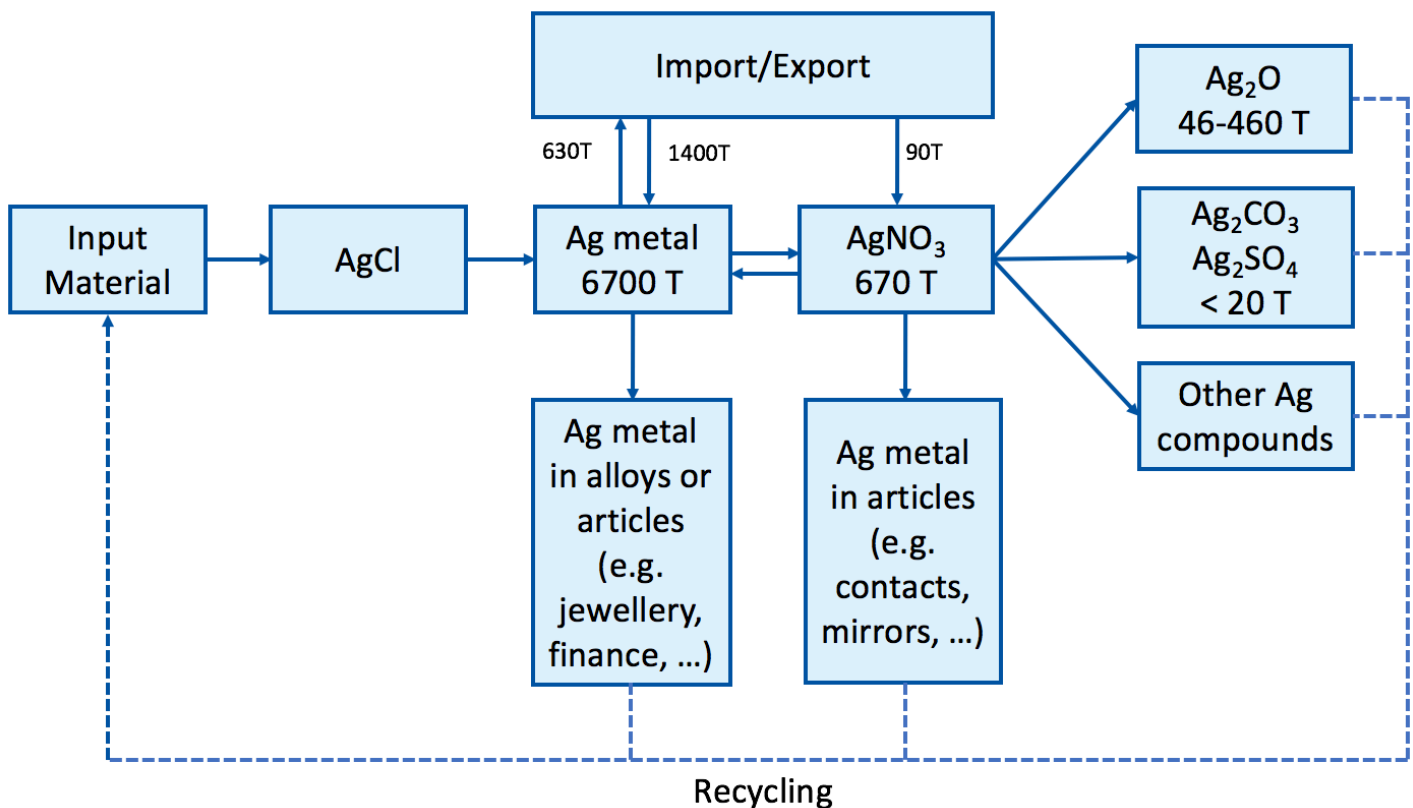 Import/Export
630T
1400T
90T
Input
Material
AgCl
Ag metal
6700 T
AgNO₃
670 T
Ag₂O
46-460 T
Ag₂CO₃
Ag₂SO₄
< 20 T
Other Ag
compounds
Ag metal
in alloys or
articles
(e.g.
jewellery,
finance, ...)
Ag metal
in articles
(e.g.
contacts,
mirrors, ...)
Recycling